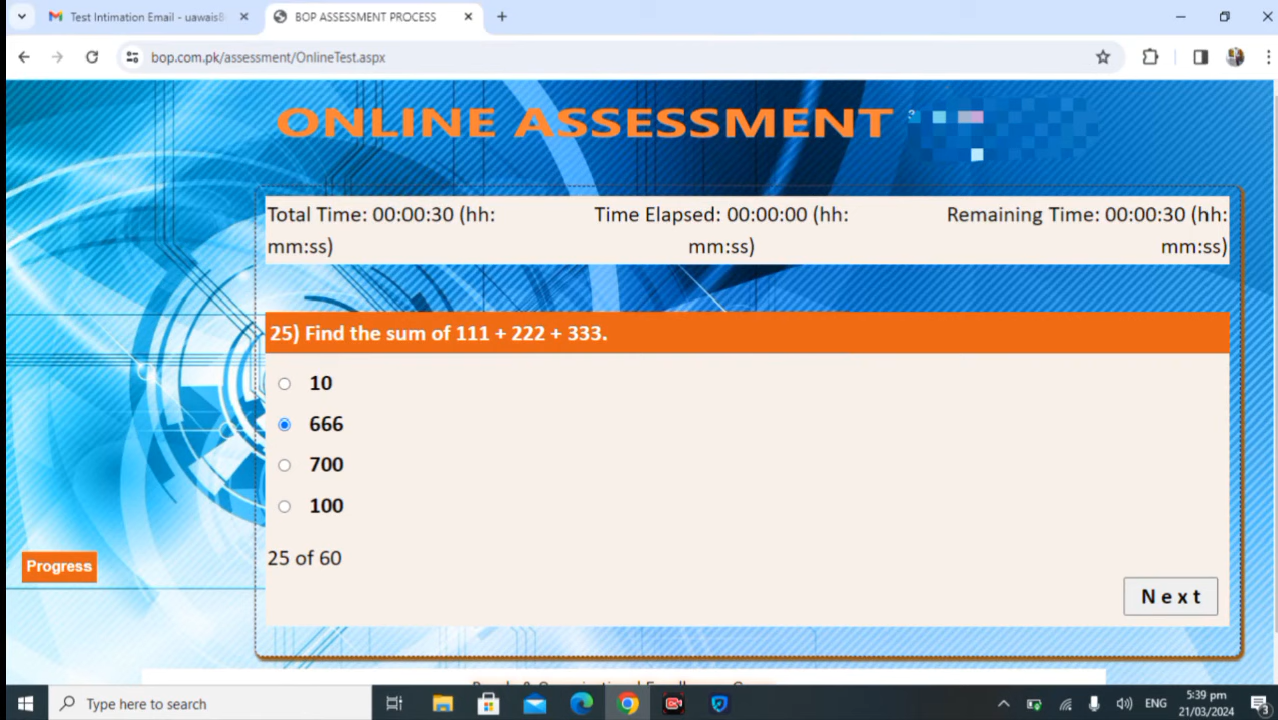 Test Intimation Email - uawais8
BOP ASSESSMENT PROCESS
bop.com.pk/assessment/OnlineTest.aspx
ONLINE ASSESSMENT
Total Time: 00:00:30 (hh:
mm:ss)
Time Elapsed: 00:00:00 (hh:
mm:ss)
Remaining Time: 00:00:30 (hh:
mm:ss)
25) Find the sum of 111 + 222 + 333.
10
666
700
100
25 of 60
Progress
Next
Type here to search
ENG
5:39 pm
21/03/2024
3